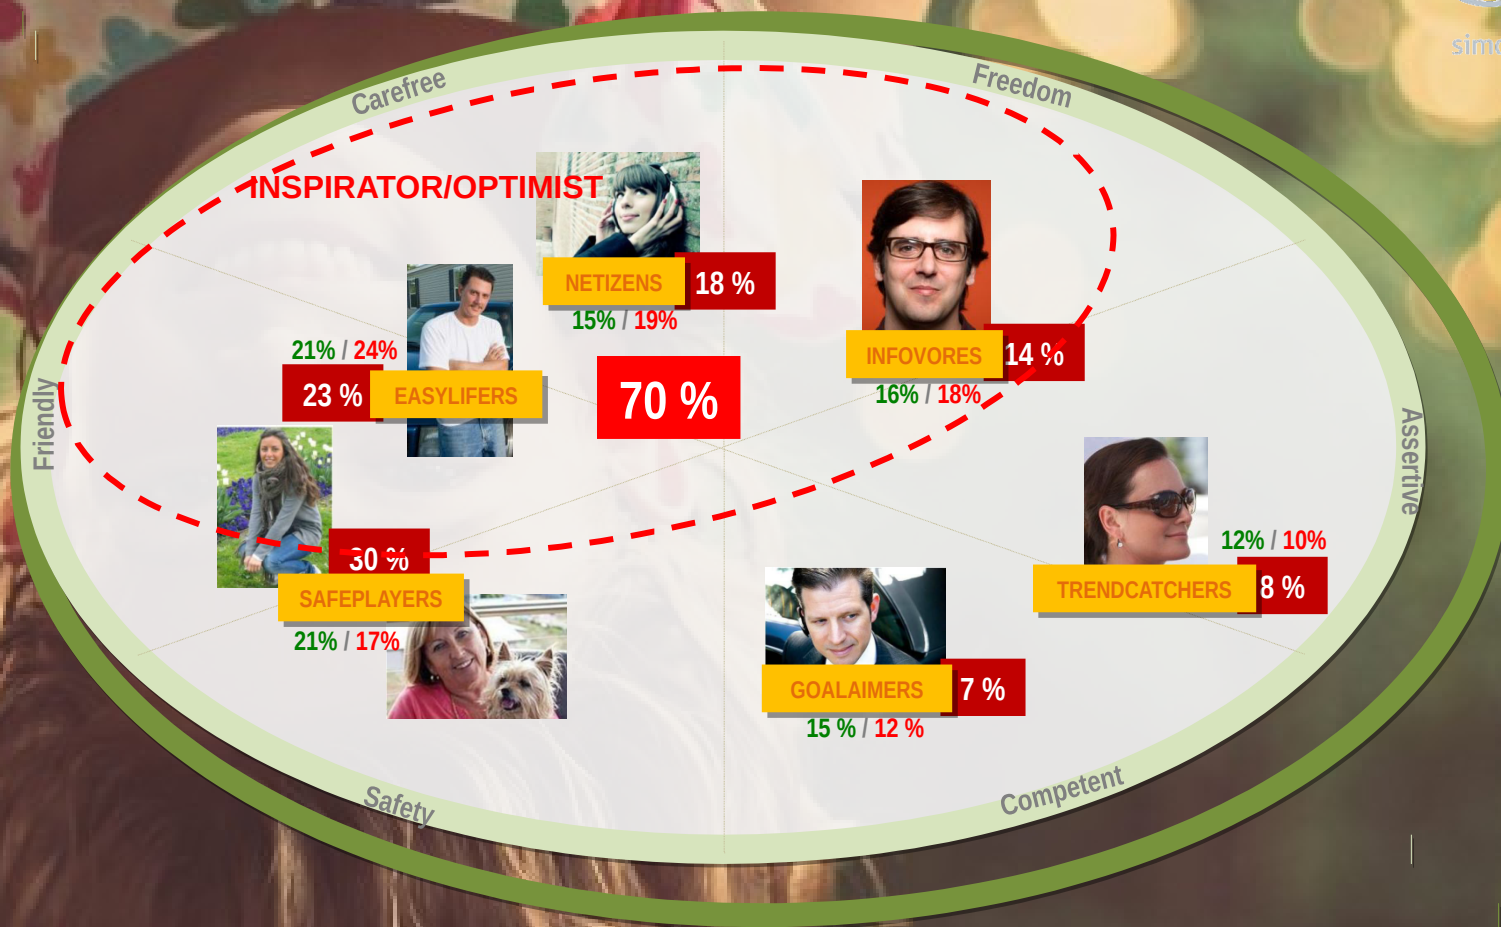 simo
Carefree
Freedom
INSPIRATOR/OPTIMIST
NETIZENS
18 %
15% / 19%
INFOVORES
14 %
16% / 18%
21% / 24%
23 %
EASYLIFERS
70 %
Friendly
Assertive
30 %
SAFEPLAYERS
21% / 17%
12% / 10%
TRENDCATCHERS
8 %
GOALAIMERS
7 %
15 % / 12 %
Safety
Competent